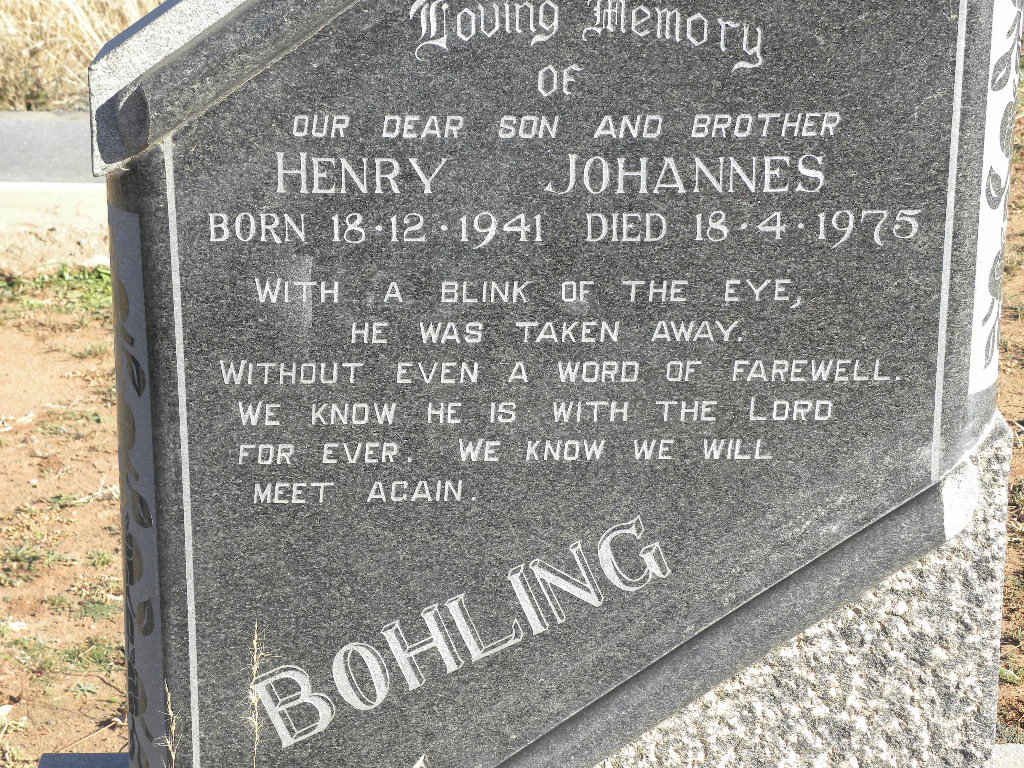 Loving Memory
OF
OUR DEAR SON AND BROTHER
HENRY JOHANNES
BORN 18·12·1941 DIED 18·4·1975
WITH A BLINK OF THE EYE,
HE WAS TAKEN AWAY.
WITHOUT EVEN A WORD OF FAREWELL.
WE KNOW HE IS WITH THE LORD
FOR EVER. WE KNOW WE WILL
MEET AGAIN.
BOHLING